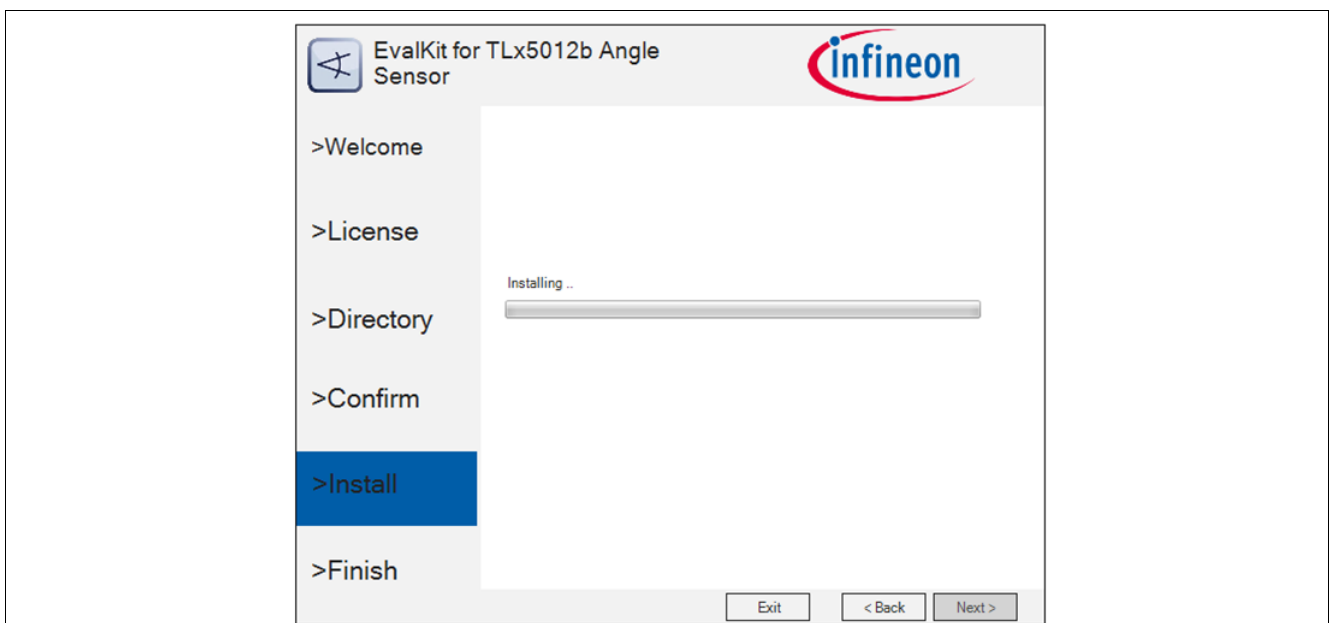 EvalKit for TLx5012b Angle
Sensor
infineon
>Welcome
>License
>Directory
>Confirm
>Install
>Finish
Installing ..
Exit
< Back
Next >